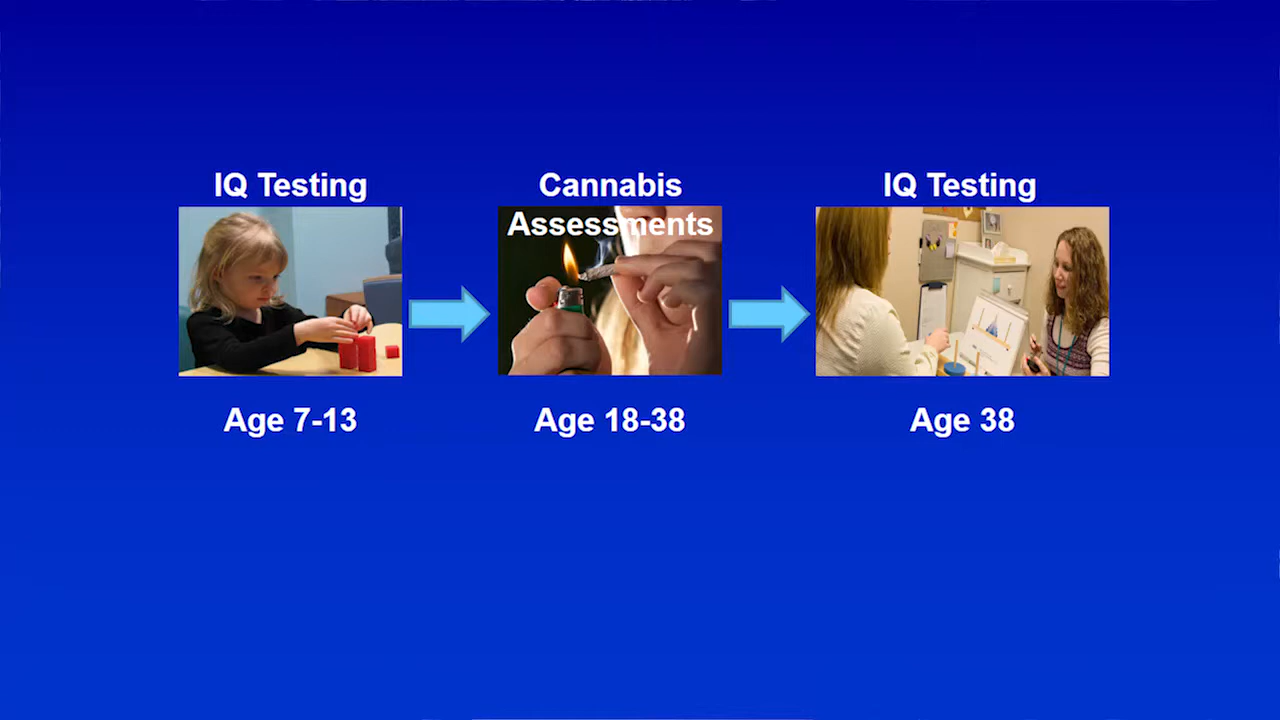 IQ Testing
Cannabis
Assessments
IQ Testing
Age 7-13
Age 18-38
Age 38